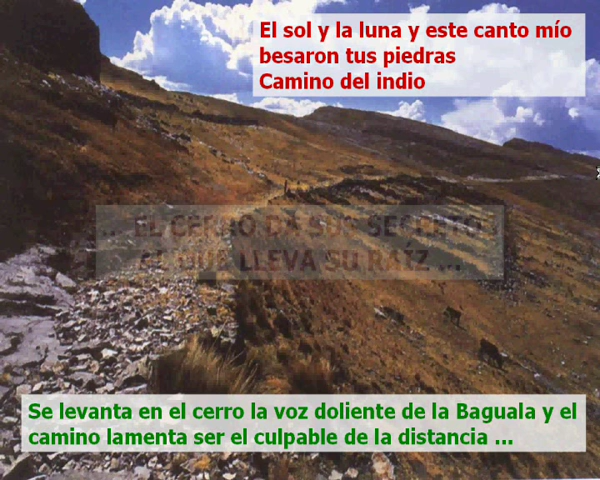 El sol y la luna y este canto mío
besaron tus piedras
Camino del indio
.. EL CERRO DA SUS SECRETO
QUE LLEVA SU RAÍZ ...
Se levanta en el cerro la voz doliente de la Baguala y el
camino lamenta ser el culpable de la distancia ...